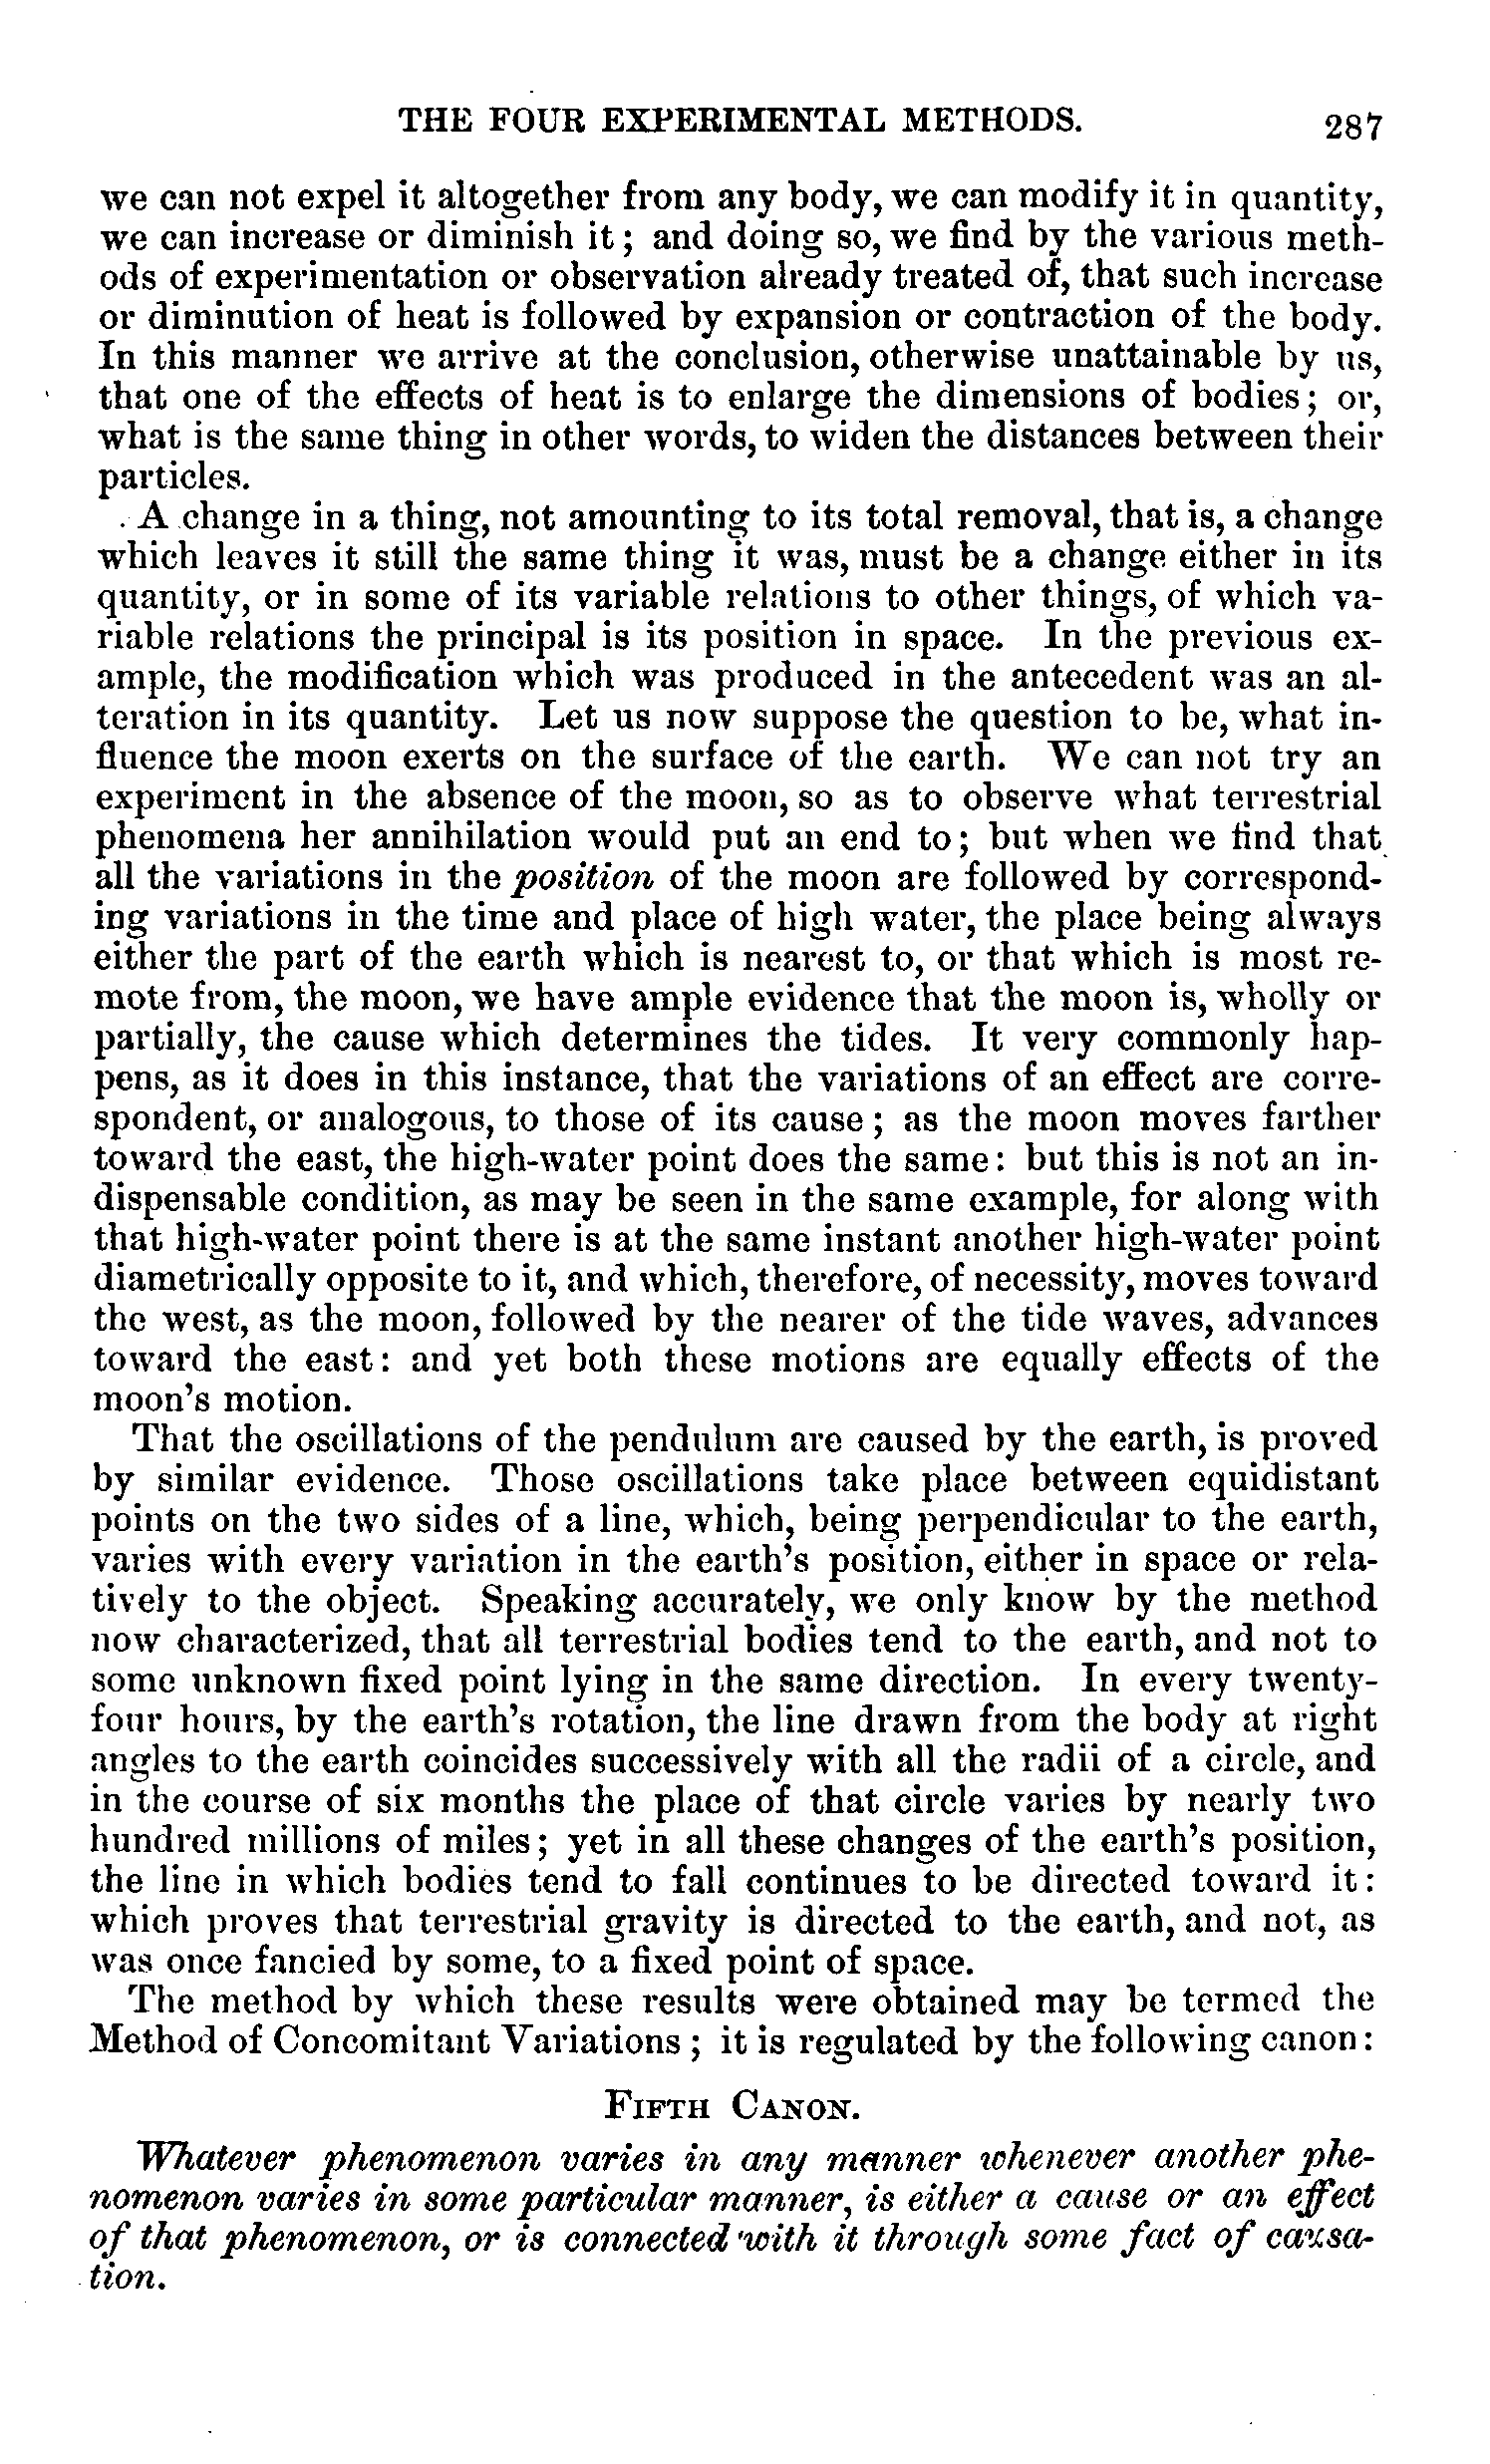 THE FOUR EXPERIMENTAL METHODS. 287
we can not expel it altogether from any body, we can modify it in quantity,
we can increase or diminish it; and doing so, we find by the various meth-
ods of experimentation or observation already treated of, that such increase
or diminution of heat is followed by expansion or contraction of the body.
In this manner we arrive at the conclusion, otherwise unattainable by us,
that one of the effects of heat is to enlarge the dimensions of bodies; or,
what is the same thing in other words, to widen the distances between their
particles.
A change in a thing, not amounting to its total removal, that is, a change
which leaves it still the same thing it was, must be a change either in its
quantity, or in some of its variable relations to other things, of which va-
riable relations the principal is its position in space. In the previous ex-
ample, the modification which was produced in the antecedent was an al-
teration in its quantity. Let us now suppose the question to be, what in-
fluence the moon exerts on the surface of the earth. We can not try an
experiment in the absence of the moon, so as to observe what terrestrial
phenomena her annihilation would put an end to; but when we find that
all the variations in the position of the moon are followed by correspond-
ing variations in the time and place of high water, the place being always
either the part of the earth which is nearest to, or that which is most re-
mote from, the moon, we have ample evidence that the moon is, wholly or
partially, the cause which determines the tides. It very commonly hap-
pens, as it does in this instance, that the variations of an effect are corre-
spondent, or analogous, to those of its cause; as the moon moves farther
toward the east, the high-water point does the same: but this is not an in-
dispensable condition, as may be seen in the same example, for along with
that high-water point there is at the same instant another high-water point
diametrically opposite to it, and which, therefore, of necessity, moves toward
the west, as the moon, followed by the nearer of the tide waves, advances
toward the east: and yet both these motions are equally effects of the
moon's motion.
That the oscillations of the pendulum are caused by the earth, is proved
by similar evidence. Those oscillations take place between equidistant
points on the two sides of a line, which, being perpendicular to the earth,
varies with every variation in the earth's position, either in space or rela-
tively to the object. Speaking accurately, we only know by the method
now characterized, that all terrestrial bodies tend to the earth, and not to
some unknown fixed point lying in the same direction. In every twenty-
four hours, by the earth's rotation, the line drawn from the body at right
angles to the earth coincides successively with all the radii of a circle, and
in the course of six months the place of that circle varies by nearly two
hundred millions of miles; yet in all these changes of the earth's position,
the line in which bodies tend to fall continues to be directed toward it:
which proves that terrestrial gravity is directed to the earth, and not, as
was once fancied by some, to a fixed point of space.
The method by which these results were obtained may be termed the
Method of Concomitant Variations; it is regulated by the following canon:
FIFTH CANON.
Whatever phenomenon varies in any manner whenever another phe-
nomenon varies in some particular manner, is either a cause or an effect
of that phenomenon, or is connected with it through some fact of causa-
tion.